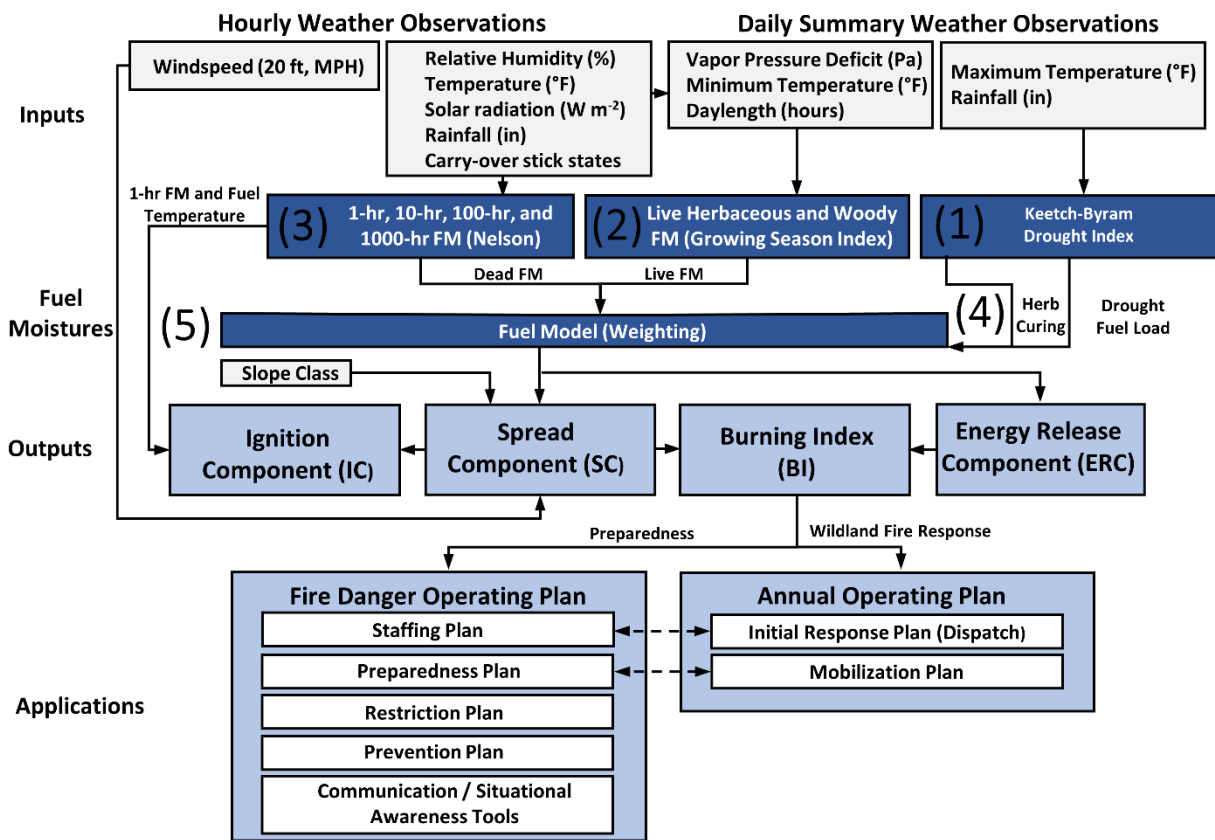 Hourly Weather Observations
Daily Summary Weather Observations
Inputs
Windspeed (20 ft, MPH)
Relative Humidity (%)
Temperature (°F)
Solar radiation (W m⁻²)
Rainfall (in)
Carry-over stick states
Vapor Pressure Deficit (Pa)
Minimum Temperature (°F)
Daylength (hours)
Maximum Temperature (°F)
Rainfall (in)
1-hr FM and Fuel
Temperature
(3)
1-hr, 10-hr, 100-hr, and
1000-hr FM (Nelson)
(2)
Live Herbaceous and Woody
FM (Growing Season Index)
(1)
Keetch-Byram
Drought Index
Dead FM
Live FM
Fuel
Moistures
(5)
Fuel Model (Weighting)
(4)
Herb
Curing
Drought
Fuel Load
Slope Class
Outputs
Ignition
Component (IC)
Spread
Component (SC)
Burning Index
(BI)
Energy Release
Component (ERC)
Preparedness
Wildland Fire Response
Applications
Fire Danger Operating Plan
Staffing Plan
Preparedness Plan
Restriction Plan
Prevention Plan
Communication / Situational
Awareness Tools
Annual Operating Plan
Initial Response Plan (Dispatch)
Mobilization Plan